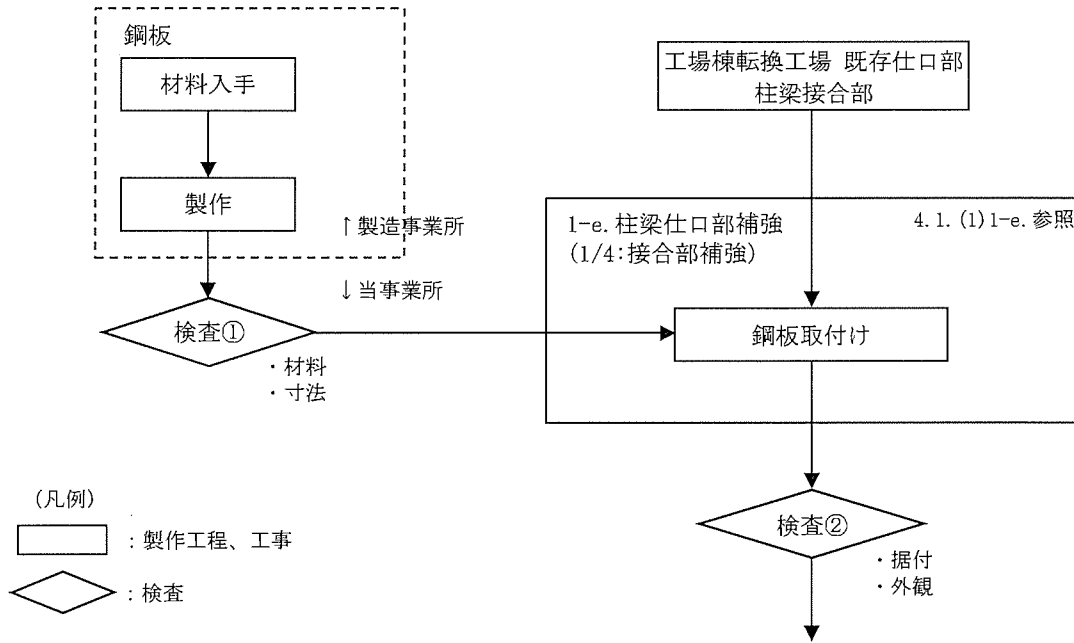 鋼板
材料入手
製作
↑製造事業所
↓当事業所
検査①
・材料
・寸法
工場棟転換工場 既存仕口部
柱梁接合部
1-e. 柱梁仕口部補強
(1/4:接合部補強)
4.1.(1)1-e.参照
鋼板取付け
検査②
・据付
・外観
(凡例)
：製作工程、工事
：検査